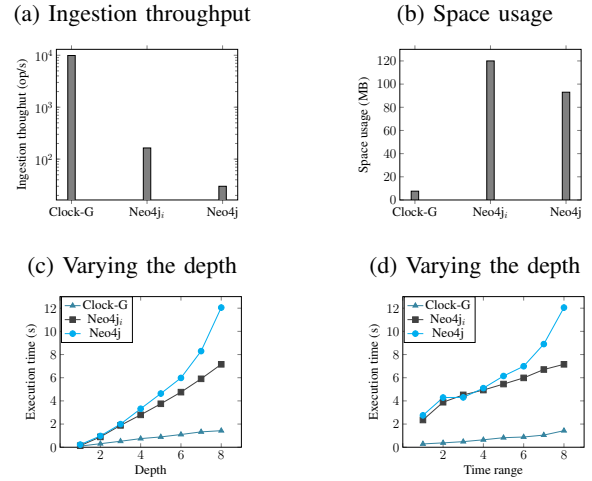 (a) Ingestion throughput
(b) Space usage
Ingestion thoughput (op/s)
10^4
10^3
10^2
Clock-G Neo4j_i Neo4j
Space usage (MB)
120
100
80
60
40
20
0
Clock-G Neo4j_i Neo4j
(c) Varying the depth
(d) Varying the depth
Execution time (s)
12
10
8
6
4
2
0
Clock-G
Neo4j_i
Neo4j
2 4 6 8
Depth
Execution time (s)
12
10
8
6
4
2
0
Clock-G
Neo4j_i
Neo4j
2 4 6 8
Time range